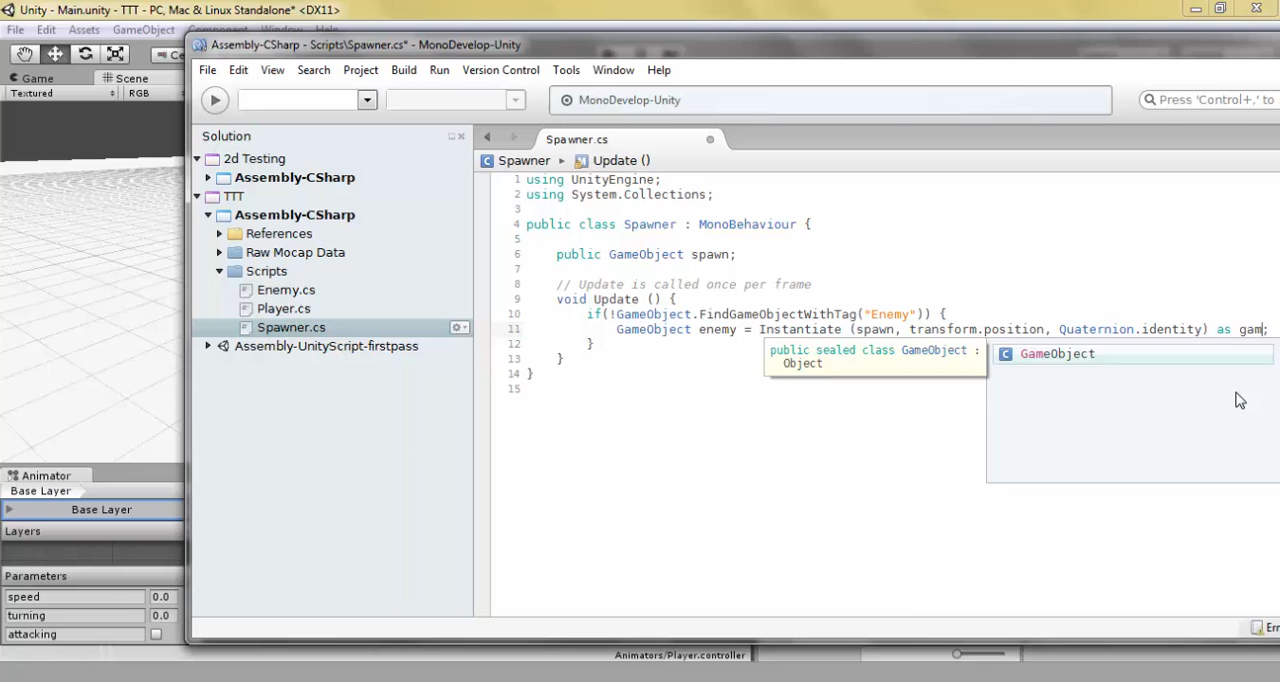 Unity - Main.unity - TTT - PC, Mac & Linux Standalone* <DX11>
File Edit Assets GameObject Component Window Help
Assembly-CSharp - Scripts\Spawner.cs* - MonoDevelop-Unity
File Edit View Search Project Build Run Version Control Tools Window Help
Game
Scene
Textured
RGB
MonoDevelop-Unity
Press 'Control+,' to
Solution
2d Testing
Assembly-CSharp
TTT
Assembly-CSharp
References
Raw Mocap Data
Scripts
Enemy.cs
Player.cs
Spawner.cs
Assembly-UnityScript-firstpass
Spawner.cs
Spawner Update ()
1 using UnityEngine;
2 using System.Collections;
3
4 public class Spawner : MonoBehaviour {
5
6 public GameObject spawn;
7
8 // Update is called once per frame
9 void Update () {
10 if(!GameObject.FindGameObjectWithTag("Enemy")) {
11 GameObject enemy = Instantiate (spawn, transform.position, Quaternion.identity) as gam;
12 }
13 }
14 }
15
public sealed class GameObject :
Object
GameObject
Animator
Base Layer
Base Layer
Layers
Parameters
speed 0.0
turning 0.0
attacking
Animators/Player.controller